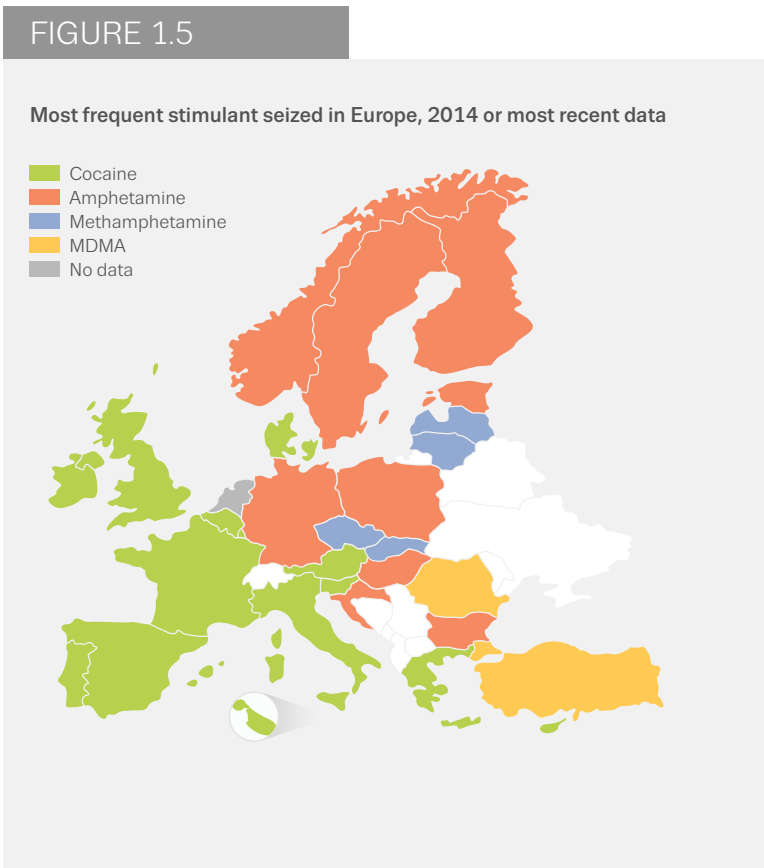 FIGURE 1.5
Most frequent stimulant seized in Europe, 2014 or most recent data
Cocaine
Amphetamine
Methamphetamine
MDMA
No data